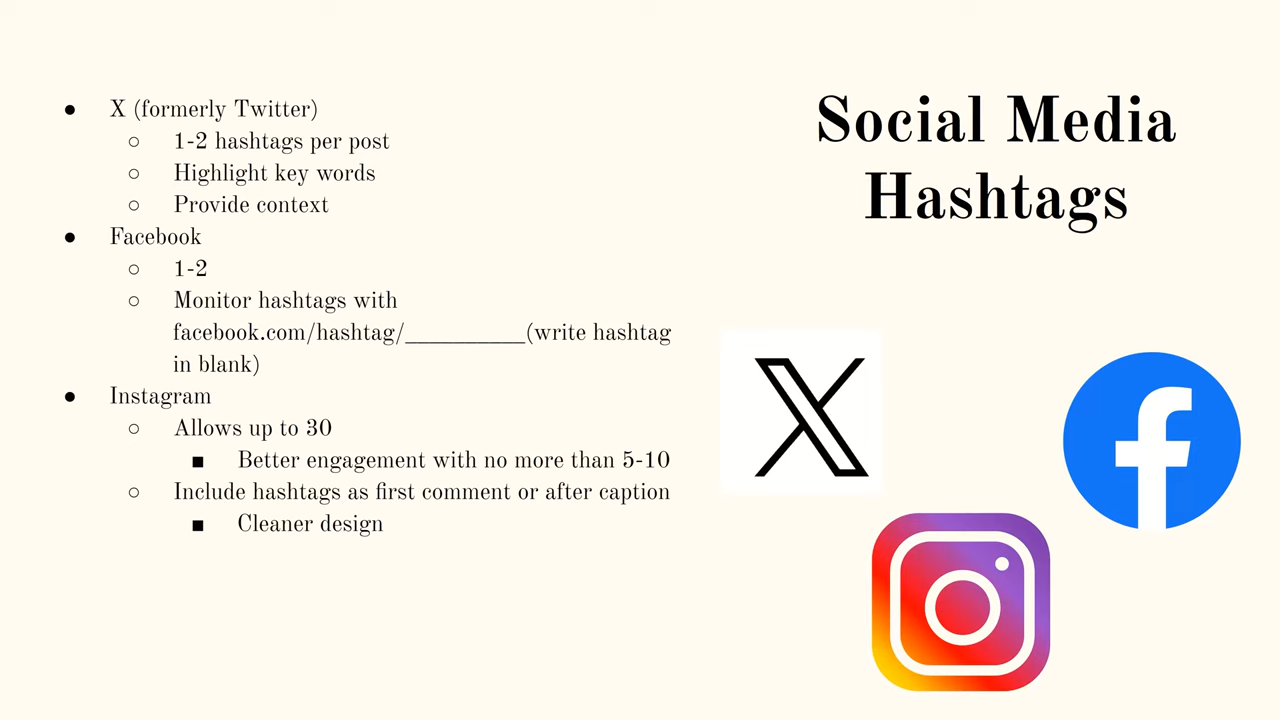 Social Media
Hashtags
● X (formerly Twitter)
○ 1-2 hashtags per post
○ Highlight key words
○ Provide context
● Facebook
○ 1-2
○ Monitor hashtags with
facebook.com/hashtag/__________(write hashtag
in blank)
● Instagram
○ Allows up to 30
■ Better engagement with no more than 5-10
○ Include hashtags as first comment or after caption
■ Cleaner design